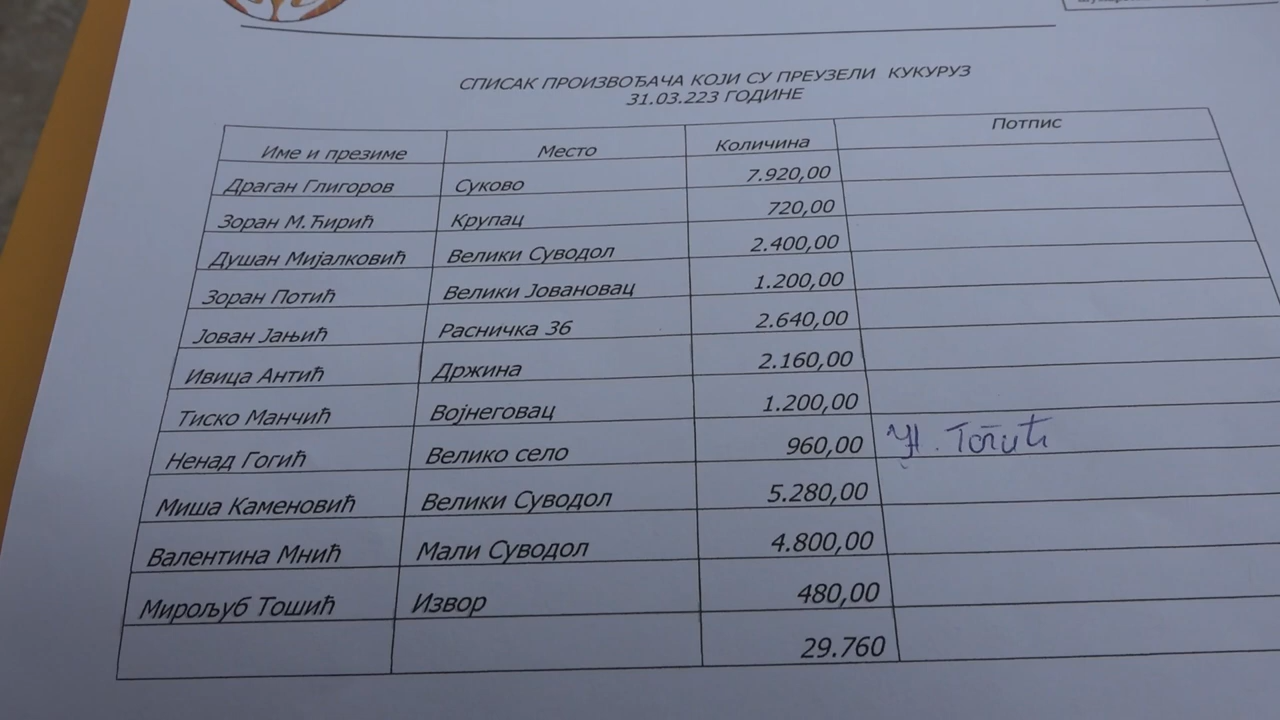 СПИСАК ПРОИЗВОЂАЧА КОЈИ СУ ПРЕУЗЕЛИ КУКУРУЗ
31.03.223 ГОДИНЕ
Име и презиме Место Количина Потпис
Драган Глигоров Суково 7.920,00
Зоран М.Ћирић Крупац 720,00
Душан Мијалковић Велики Суводол 2.400,00
Зоран Потић Велики Јовановац 1.200,00
Јован Јањић Расничка 36 2.640,00
Ивица Антић Држина 2.160,00
Тиско Манчић Војнеговац 1.200,00
Ненад Гогић Велико село 960,00
Миша Каменовић Велики Суводол 5.280,00
Валентина Мнић Мали Суводол 4.800,00
Мирољуб Тошић Извор 480,00
29.760